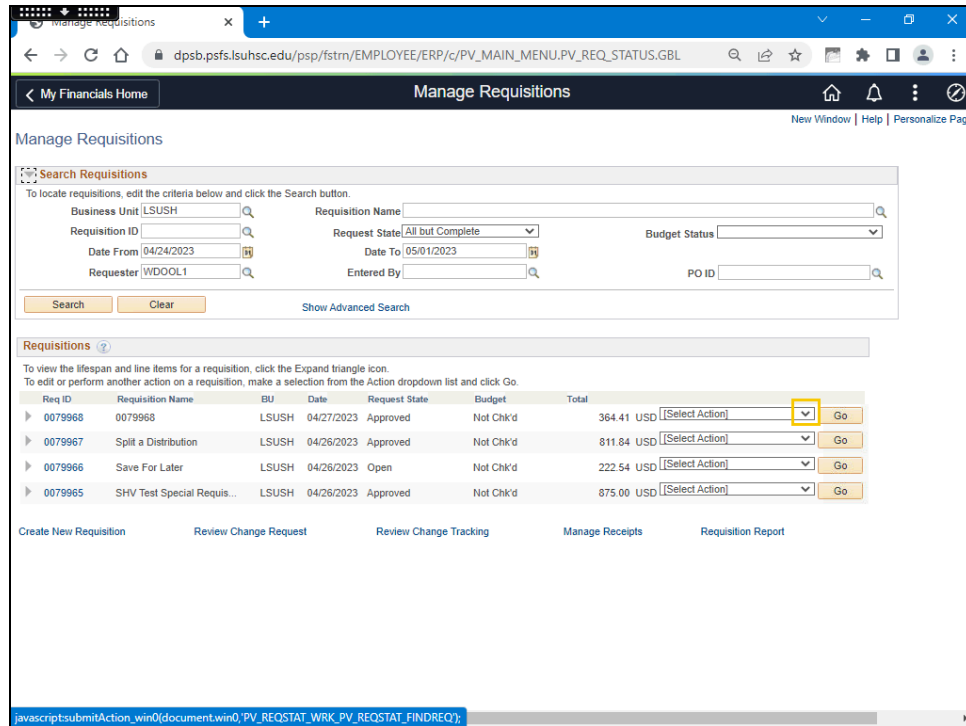 Manage Requisitions
dpsb.psfs.lsuhsc.edu/psp/fstrn/EMPLOYEE/ERP/c/PV_MAIN_MENU.PV_REQ_STATUS.GBL
My Financials Home Manage Requisitions
New Window | Help | Personalize Pag
Manage Requisitions
Search Requisitions
To locate requisitions, edit the criteria below and click the Search button.
Business Unit LSUSH Requisition Name
Requisition ID Request State All but Complete Budget Status
Date From 04/24/2023 Date To 05/01/2023
Requester WDOOL1 Entered By PO ID
Search Clear Show Advanced Search
Requisitions ?
To view the lifespan and line items for a requisition, click the Expand triangle icon.
To edit or perform another action on a requisition, make a selection from the Action dropdown list and click Go.
Req ID Requisition Name BU Date Request State Budget Total
0079968 0079968 LSUSH 04/27/2023 Approved Not Chk'd 364.41 USD [Select Action] Go
0079967 Split a Distribution LSUSH 04/26/2023 Approved Not Chk'd 811.84 USD [Select Action] Go
0079966 Save For Later LSUSH 04/26/2023 Open Not Chk'd 222.54 USD [Select Action] Go
0079965 SHV Test Special Requis... LSUSH 04/26/2023 Approved Not Chk'd 875.00 USD [Select Action] Go
Create New Requisition Review Change Request Review Change Tracking Manage Receipts Requisition Report
javascript:submitAction_win0(document.win0,'PV_REQSTAT_WRK_PV_REQSTAT_FINDREQ');